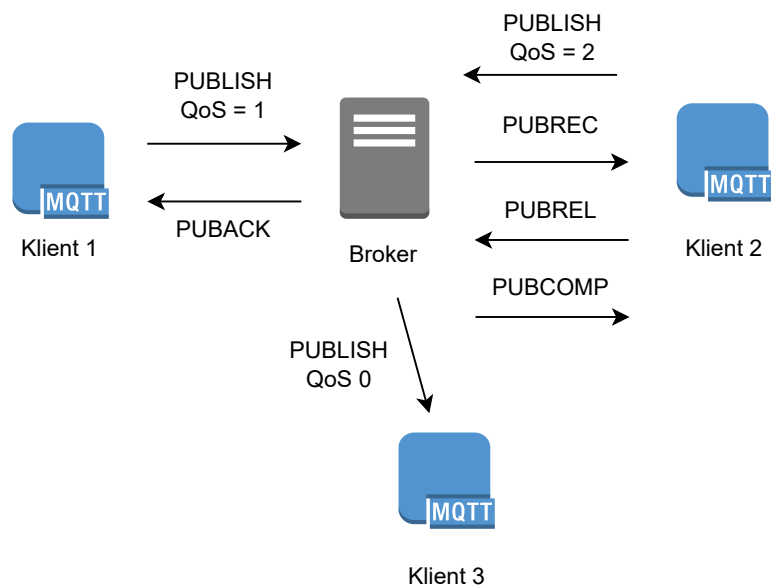 PUBLISH
QoS = 2
PUBLISH
QoS = 1
PUBREC
MQTT
MQTT
PUBREL
PUBACK
Klient 1
Broker
Klient 2
PUBCOMP
PUBLISH
QoS 0
MQTT
Klient 3